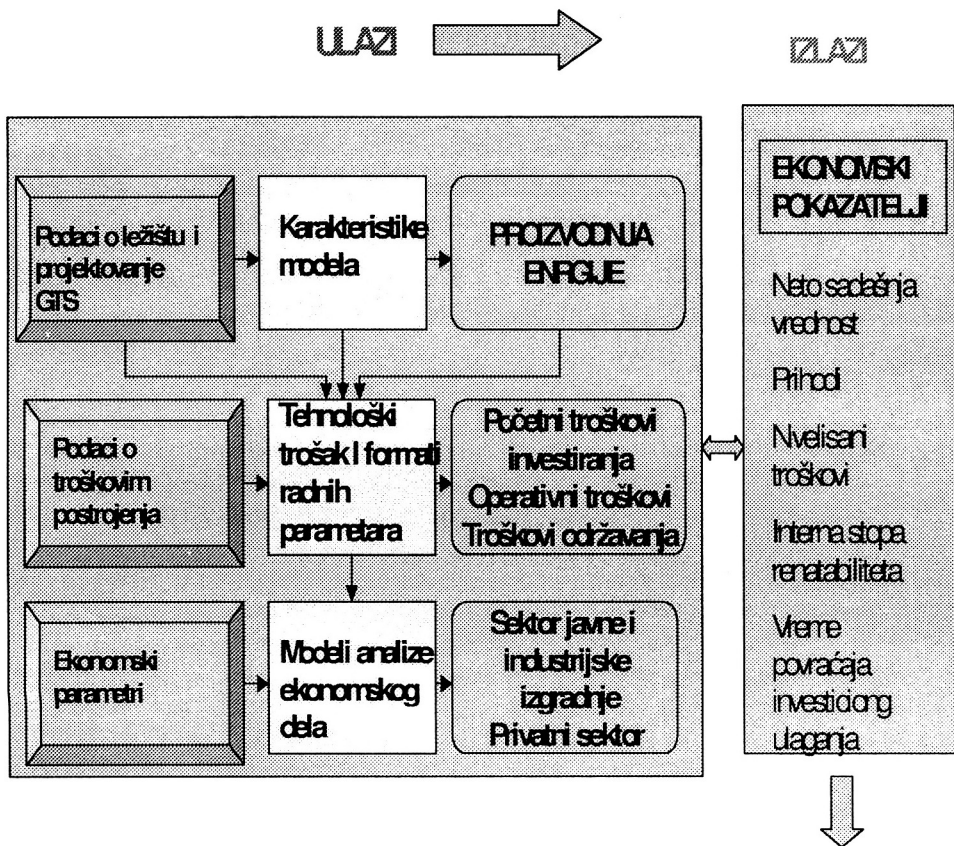 ULAZI
IZLAZI
Podaci o ležištu i
projektovanje
GTS
Karakteristike
modela
PROIZVODNJA
ENRGIJE
Podaci o
troškovim
postrojenja
Tehnološki
trošak I formati
radnih
parametara
Početni troškovi
investiranja
Operativni troškovi
Troškovi održavanja
Ekonomski
parametri
Modeli analize
ekonomskog
dela
Sektor javne i
industrijske
izgradnje
Privatni sektor
EKONOMSKI
POKAZATELJI
Neto sadašnja
vrednost
Prihodi
Nivelisani
troškovi
Interna stopa
renatabiliteta
Vreme
povraćaja
investiciong
ulaganja